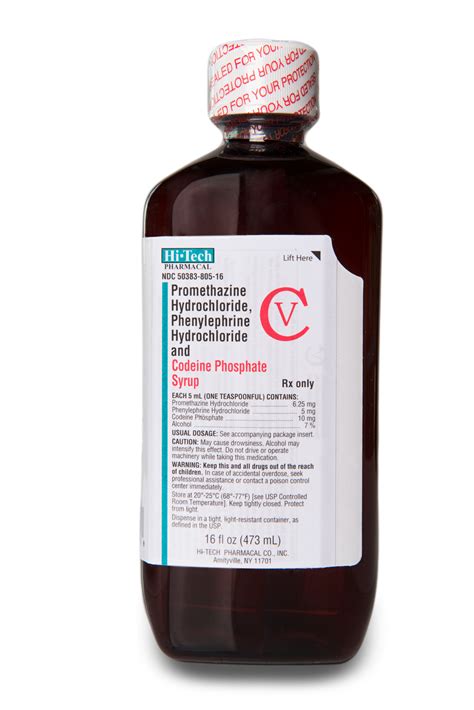 SEALED FOR YOUR PROTECTION
Hi•Tech
PHARMACAL
Lift Here
NDC 50383-805-16
Promethazine
Hydrochloride,
Phenylephrine
Hydrochloride
and
Codeine Phosphate
Syrup
CV
Rx only
EACH 5 mL (ONE TEASPOONFUL) CONTAINS:
Promethazine Hydrochloride 6.25 mg
Phenylephrine Hydrochloride 5 mg
Codeine Phosphate 10 mg
Alcohol 7 %
USUAL DOSAGE: See accompanying package insert.
CAUTION: May cause drowsiness. Alcohol may
intensify this effect. Do not drive or operate
machinery while taking this medication.
WARNING: Keep this and all drugs out of the reach
of children. In case of accidental overdose, seek
professional assistance or contact a poison control
center immediately.
Store at 20°-25°C (68°-77°F) [see USP Controlled
Room Temperature]. Keep tightly closed. Protect
from light.
Dispense in a tight, light-resistant container, as
defined in the USP.
16 fl oz (473 mL)
HI-TECH PHARMACAL CO., INC.
Amityville, NY 11701